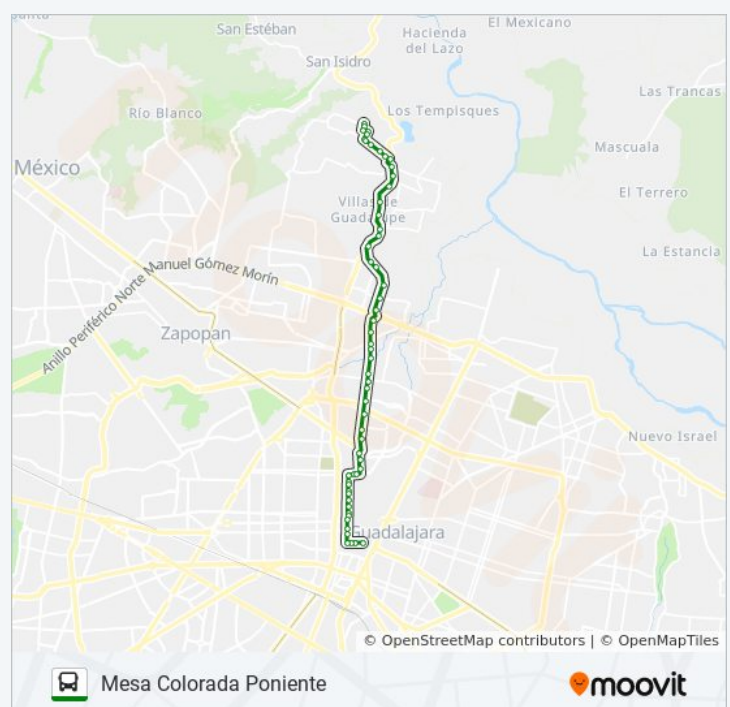 El Mexicano
San Estéban
Hacienda
del Lazo
San Isidro
Las Trancas
Los Tempisques
Río Blanco
Mascuala
México
El Terrero
Villas de
Guadalupe
La Estancia
Anillo Periférico Norte Manuel Gómez Morín
Zapopan
Nuevo Israel
Guadalajara
© OpenStreetMap contributors | © OpenMapTiles
Mesa Colorada Poniente
moovit